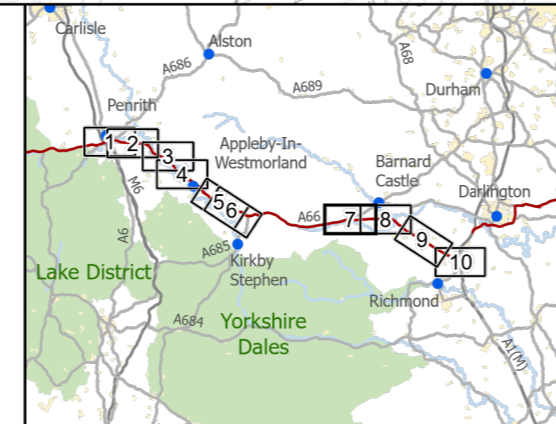 Carlisle
Alston
A686
A68
A689
Durham
Penrith
1
2
3
4
Appleby-In-
Westmorland
Barnard
Castle
Darlington
M6
5
6
A66
7
8
9
10
A6
A685
Kirkby
Stephen
Lake District
Richmond
A684
Yorkshire
Dales
A1(M)